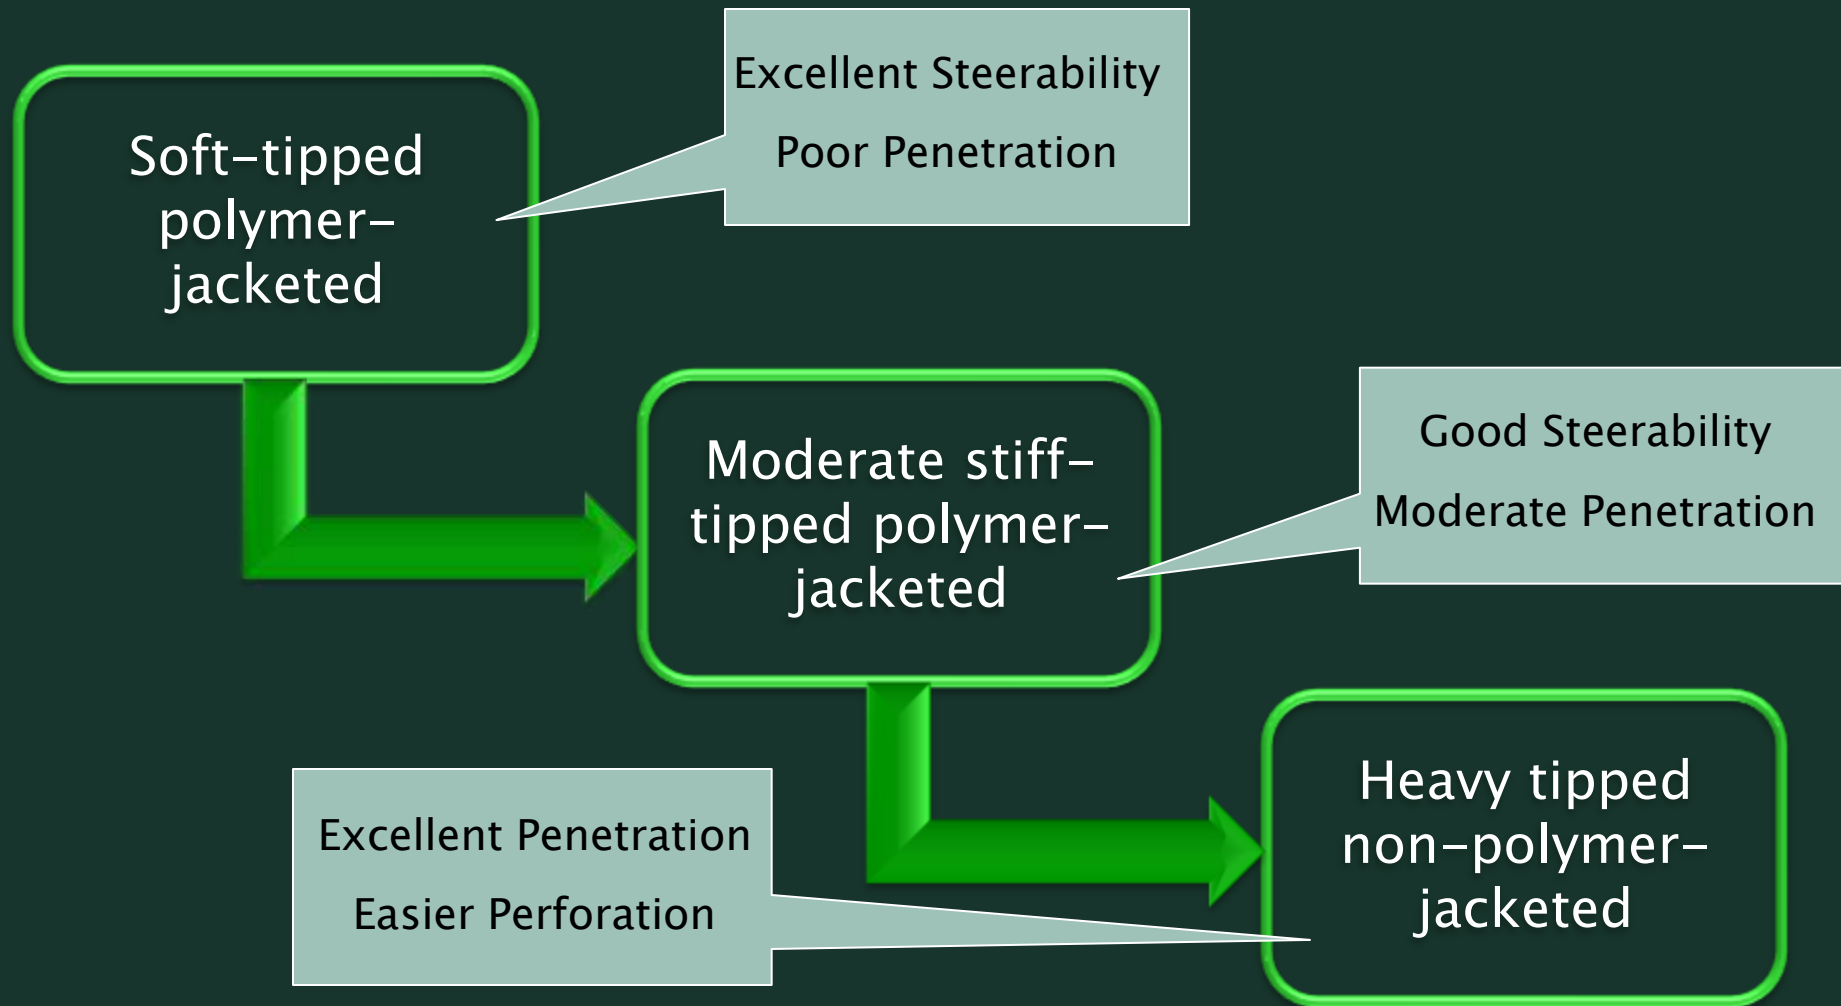 Excellent Steerability
Poor Penetration
Soft-tipped
polymer-
jacketed
Good Steerability
Moderate Penetration
Moderate stiff-
tipped polymer-
jacketed
Excellent Penetration
Easier Perforation
Heavy tipped
non-polymer-
jacketed